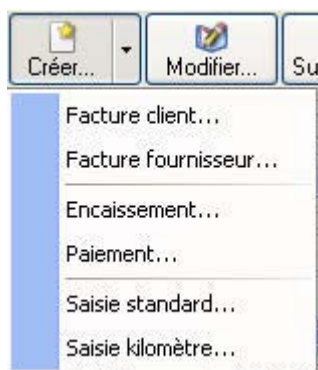 Créer... Modifier... Su
Facture client...
Facture fournisseur...
Encaissement...
Paiement...
Saisie standard...
Saisie kilomètre...